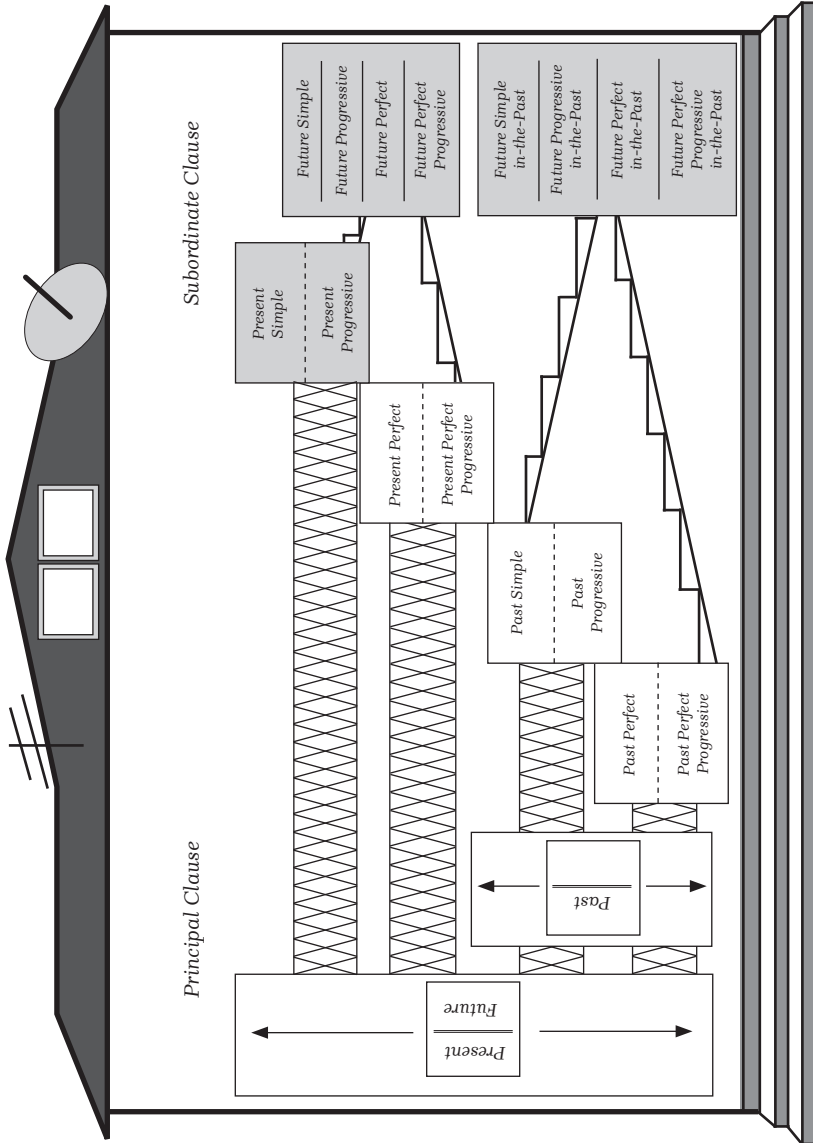 Principal Clause
Subordinate Clause
Present
Future
Past
Present
Simple
Present
Progressive
Present Perfect
Present Perfect
Progressive
Past Simple
Past
Progressive
Past Perfect
Past Perfect
Progressive
Future Simple
Future Progressive
Future Perfect
Future Perfect
Progressive
Future Simple
in-the-Past
Future Progressive
in-the-Past
Future Perfect
in-the-Past
Future Perfect
Progressive
in-the-Past